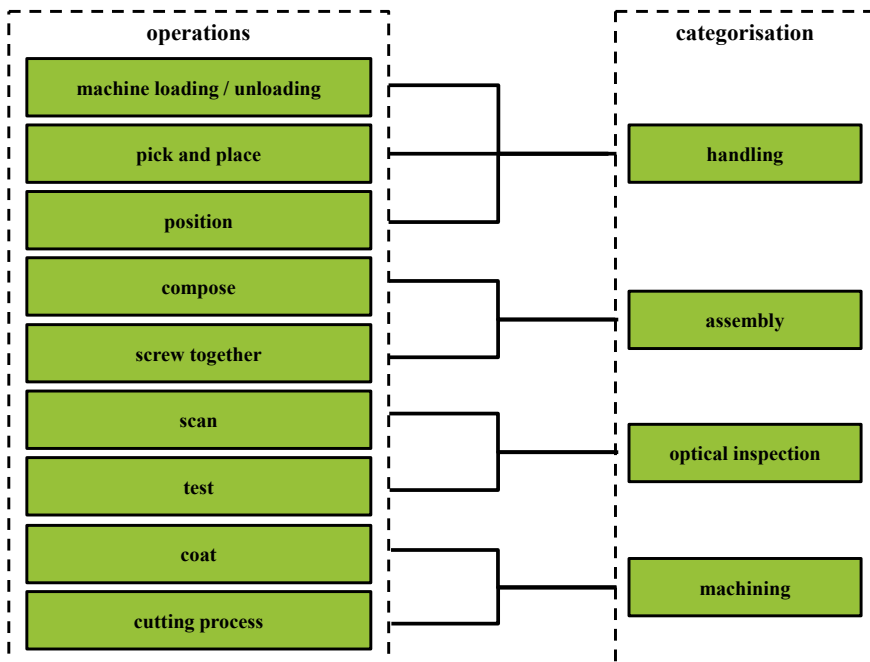 operations
machine loading / unloading
pick and place
position
compose
screw together
scan
test
coat
cutting process
categorisation
handling
assembly
optical inspection
machining